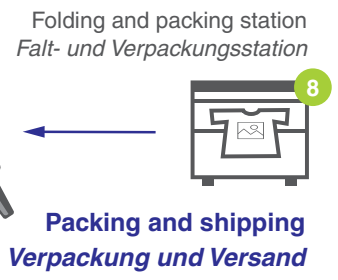 Folding and packing station
Falt- und Verpackungsstation
8
Packing and shipping
Verpackung und Versand